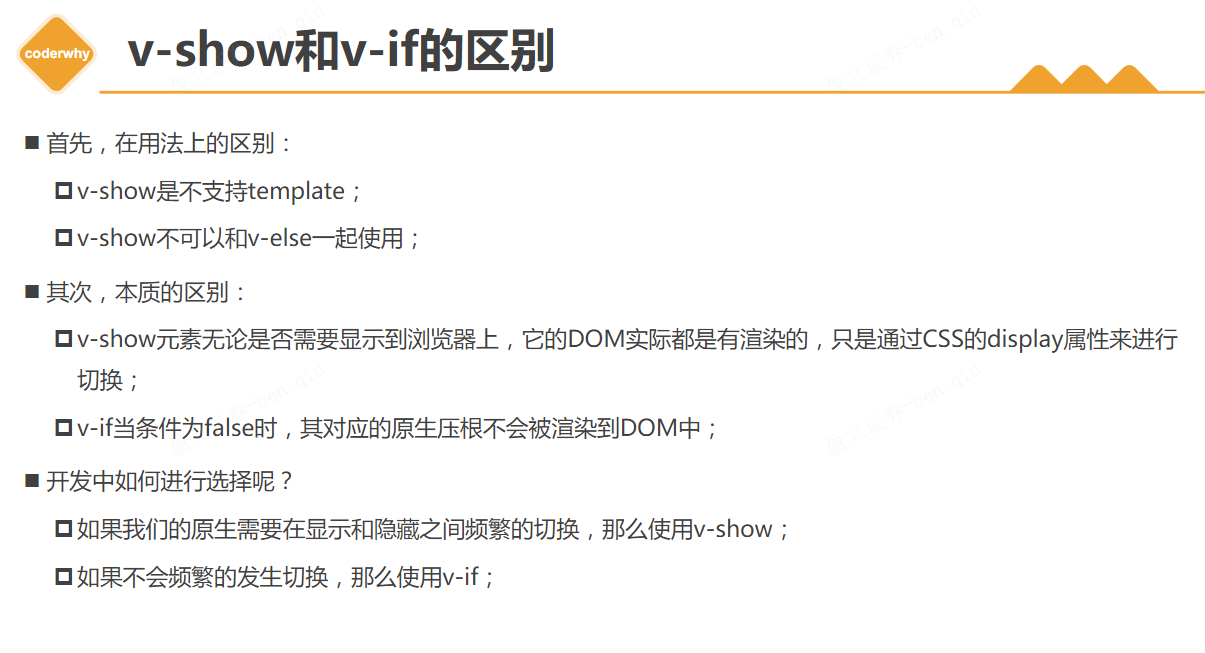 coderwhy
v-show和v-if的区别
首先，在用法上的区别：
v-show是不支持template；
v-show不可以和v-else一起使用；
其次，本质的区别：
v-show元素无论是否需要显示到浏览器上，它的DOM实际都是有渲染的，只是通过CSS的display属性来进行
切换；
v-if当条件为false时，其对应的原生压根不会被渲染到DOM中；
开发中如何进行选择呢？
如果我们的原生需要在显示和隐藏之间频繁的切换，那么使用v-show；
如果不会频繁的发生切换，那么使用v-if；